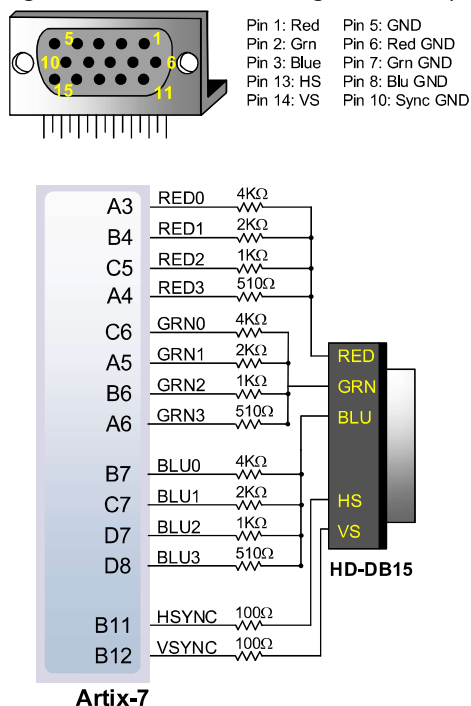 Pin 1: Red Pin 5: GND
Pin 2: Grn Pin 6: Red GND
Pin 3: Blue Pin 7: Grn GND
Pin 13: HS Pin 8: Blu GND
Pin 14: VS Pin 10: Sync GND
5 1
10 6
15 11
A3 RED0 4KΩ
B4 RED1 2KΩ
C5 RED2 1KΩ
A4 RED3 510Ω
C6 GRN0 4KΩ
A5 GRN1 2KΩ
B6 GRN2 1KΩ
A6 GRN3 510Ω
B7 BLU0 4KΩ
C7 BLU1 2KΩ
D7 BLU2 1KΩ
D8 BLU3 510Ω
B11 HSYNC 100Ω
B12 VSYNC 100Ω
RED
GRN
BLU
HS
VS
HD-DB15
Artix-7